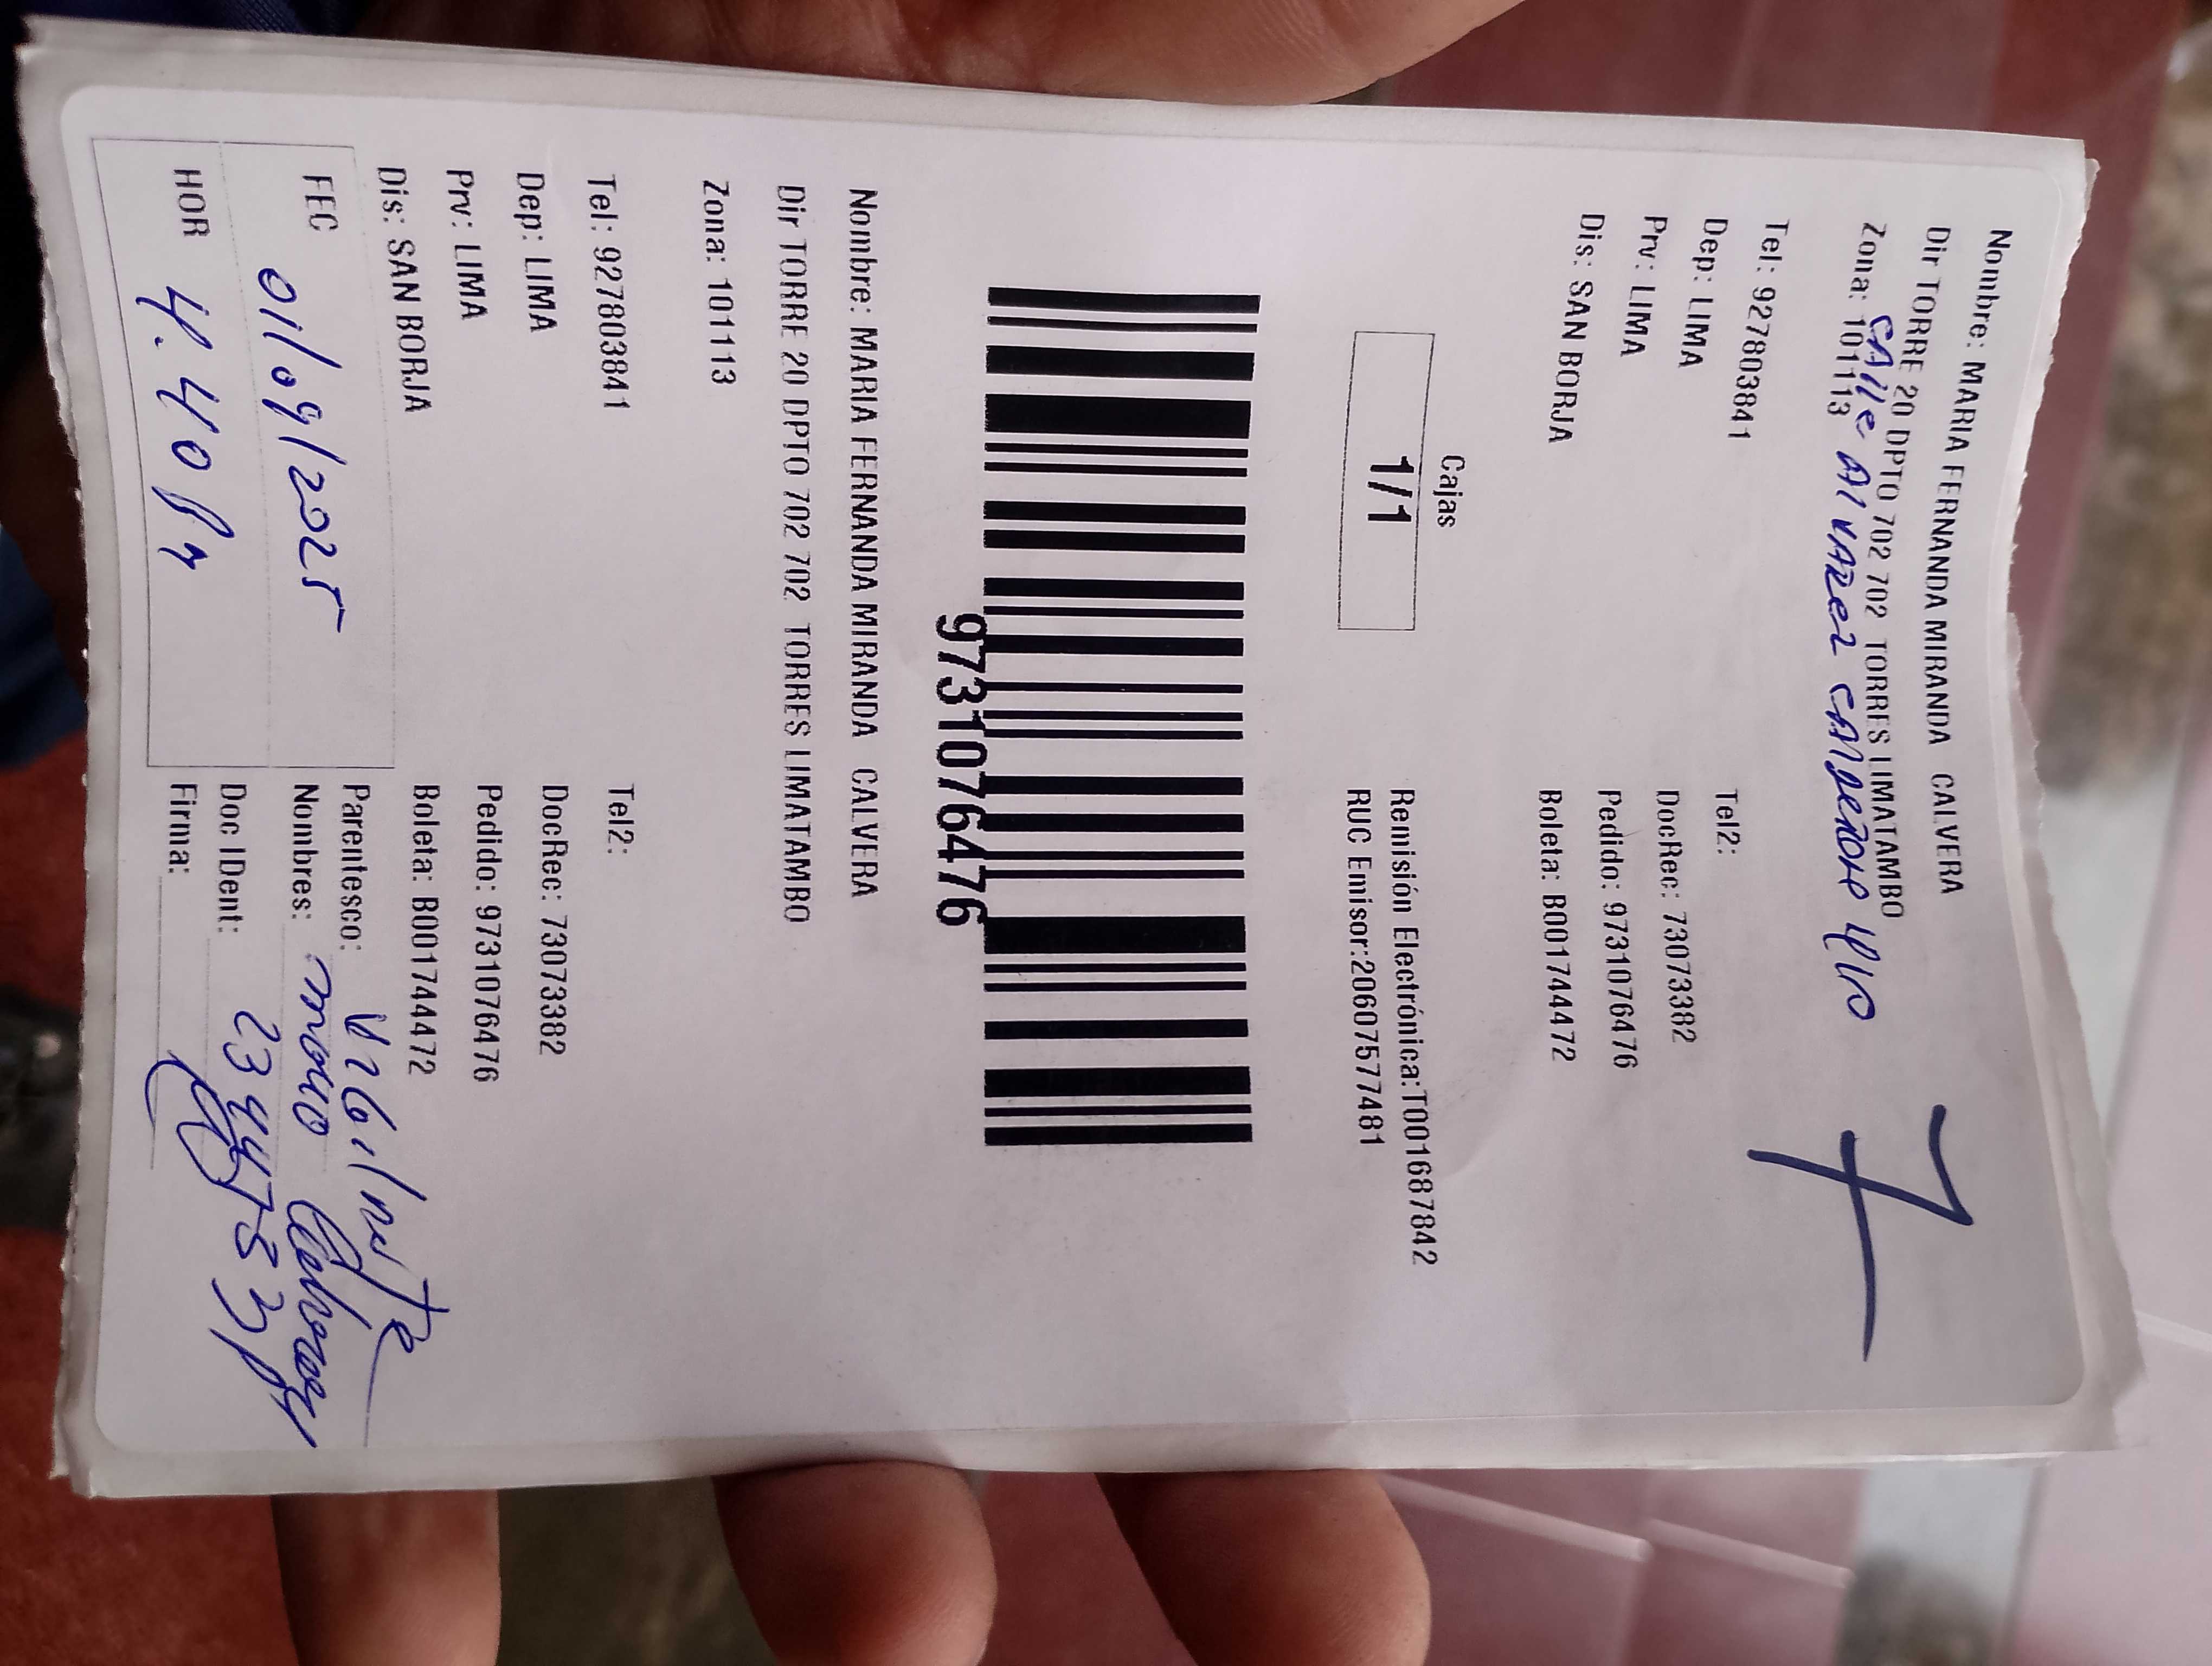 Nombre: MARIA FERNANDA MIRANDA CALVERA
Dir TORRE 20 DPTO 702 702 TORRES LIMATAMBO
CAlle AlVAREZ CALDERON
Zona: 101113
7
Tel: 927803841 Tel2:
Dep: LIMA DocRec: 73073382
Prv: LIMA Pedido: 9731076476
Dis: SAN BORJA Boleta: B001744472
Cajas
1/1
Remisión Electrónica:T001687842
RUC Emisor:20607577481
9731076476
Nombre: MARIA FERNANDA MIRANDA CALVERA
Dir TORRE 20 DPTO 702 702 TORRES LIMATAMBO
Zona: 101113
Tel: 927803841 Tel2:
Dep: LIMA DocRec: 73073382
Prv: LIMA Pedido: 9731076476
Dis: SAN BORJA Boleta: B001744472
FEC 01/09/2025
HOR 4.40 P
Parentesco: VIGILNTE
Nombres:
Doc IDent:
Firma: